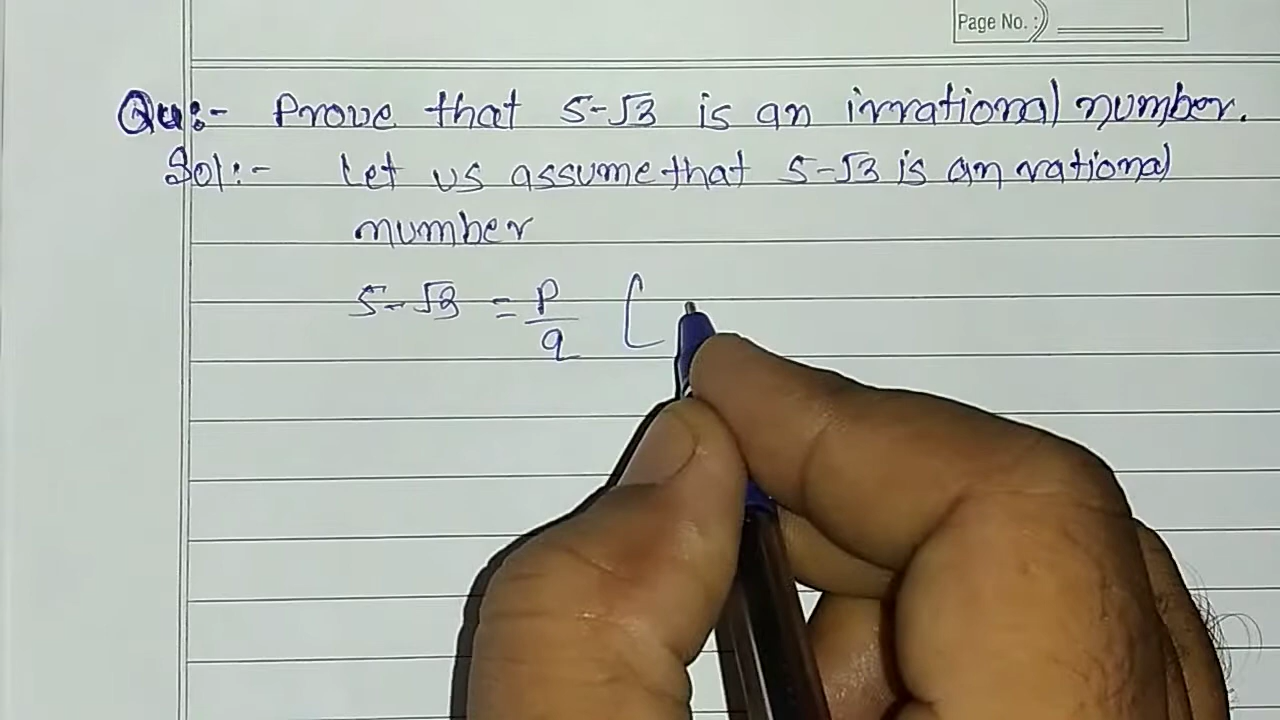 Page No. :
Qu:- Prove that 5-√3 is an irrational number.
Sol:- Let us assume that 5-√3 is an rational
number
5-√3 = p/q [